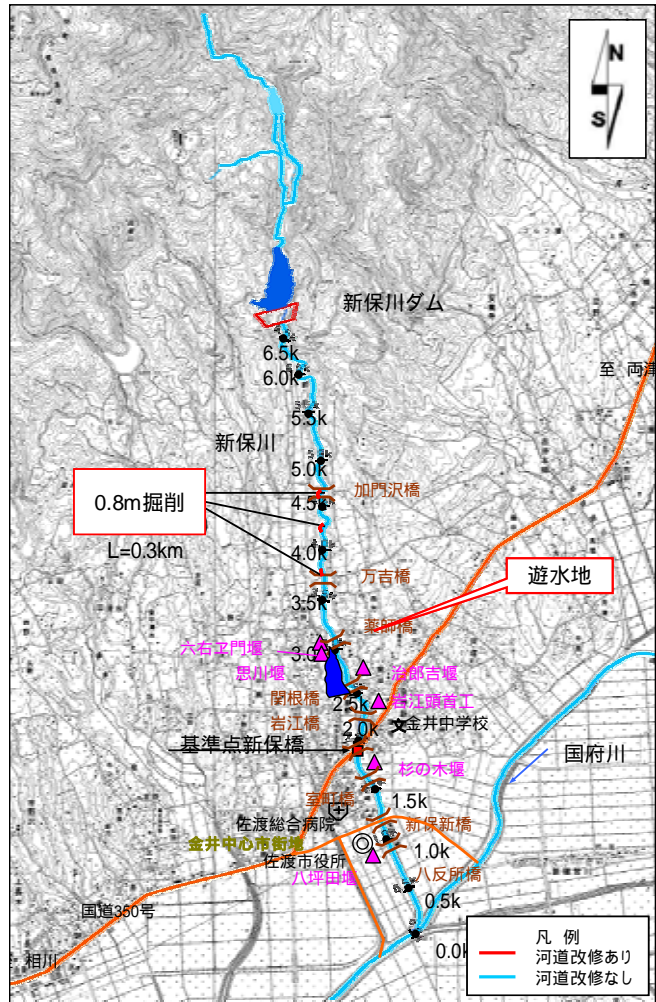 N
S
新保川ダム
6.5k
6.0k
至 両津
5.5k
新保川
5.0k
加門沢橋
0.8m掘削
4.5k
L=0.3km
4.0k
万吉橋
遊水地
3.5k
薬師橋
六右ヱ門堰
3.0
思川堰
治郎吉堰
関根橋
2.5k
岩江頭首工
岩江橋
2.0k
文
金井中学校
基準点新保橋
国府川
杉の木堰
室町橋
1.5k
佐渡総合病院
新保新橋
金井中心市街地
佐渡市役所
1.0k
八坪田堰
八反所橋
0.5k
国道350号
0.0k
相川
凡 例
河道改修あり
河道改修なし